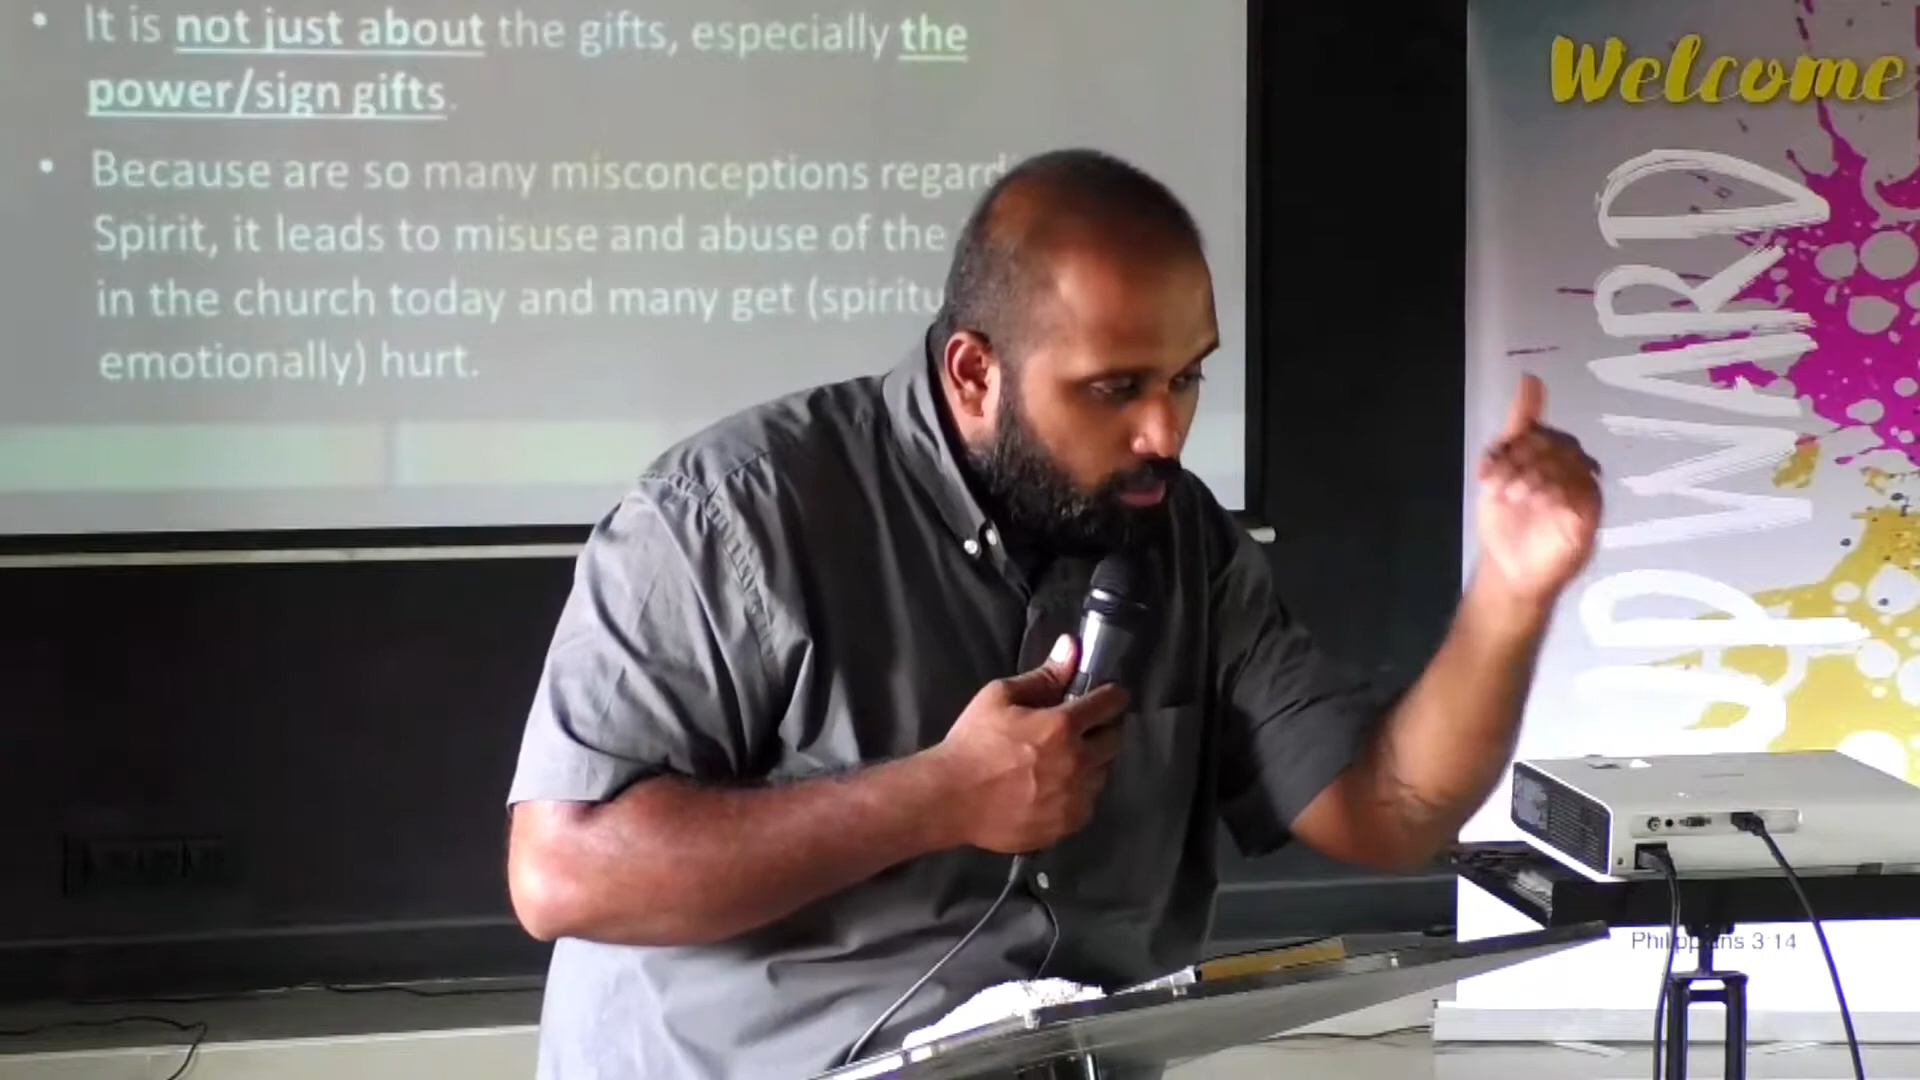 • It is not just about the gifts, especially the
power/sign gifts.
• Because are so many misconceptions
Spirit, it leads to misuse and abuse of the
in the church today and many get
emotionally) hurt.
Welcome
UPWARD
Philippians 3:14